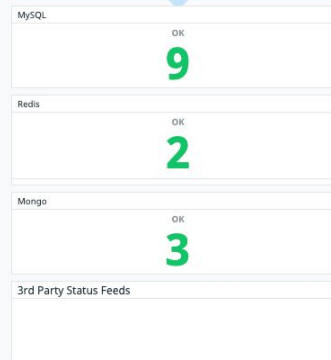 MySQL
OK
9
Redis
OK
2
Mongo
OK
3
3rd Party Status Feeds